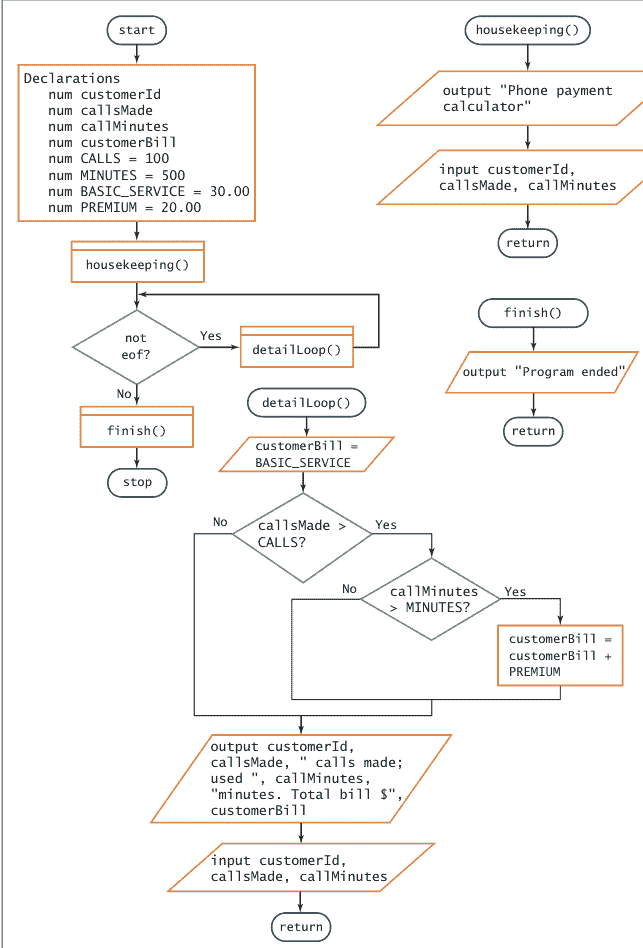 start
Declarations
num customerId
num callsMade
num callMinutes
num customerBill
num CALLS = 100
num MINUTES = 500
num BASIC_SERVICE = 30.00
num PREMIUM = 20.00
housekeeping()
not
eof?
Yes
detailLoop()
No
finish()
stop
housekeeping()
output "Phone payment
calculator"
input customerId,
callsMade, callMinutes
return
finish()
output "Program ended"
return
detailLoop()
customerBill =
BASIC_SERVICE
No
callsMade >
CALLS?
Yes
No
callMinutes
> MINUTES?
Yes
customerBill =
customerBill +
PREMIUM
output customerId,
callsMade, " calls made;
used ", callMinutes,
"minutes. Total bill $",
customerBill
input customerId,
callsMade, callMinutes
return